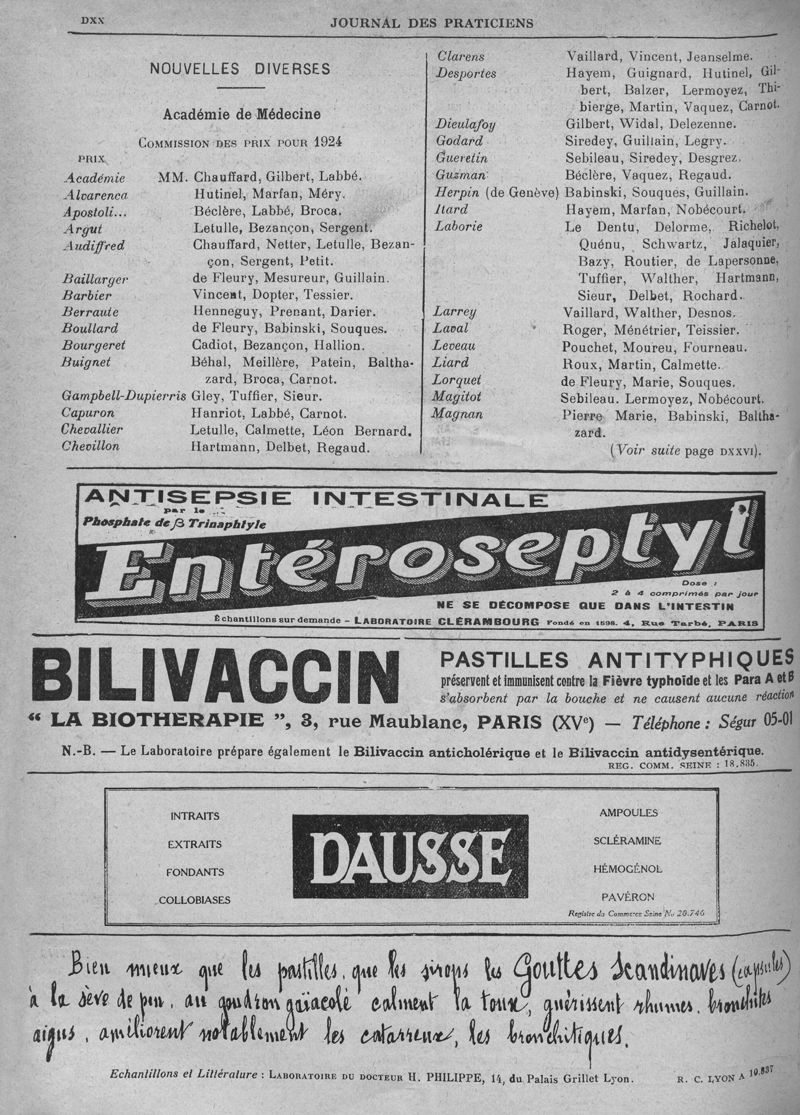 DXX
JOURNAL DES PRATICIENS
NOUVELLES DIVERSES
Académie de Médecine
COMMISSION DES PRIX POUR 1924
PRIX
Académie MM. Chauffard, Gilbert, Labbé.
Alvarenca Hutinel, Marfan, Méry.
Apostoli... Béclère, Labbé, Broca.
Argut Letulle, Bezançon, Sergent.
Audiffred Chauffard, Netter, Letulle, Bezan-
çon, Sergent, Petit.
Baillarger de Fleury, Mesureur, Guillain.
Barbier Vincent, Dopter, Tessier.
Berraute Henneguy, Prenant, Darier.
Boullard de Fleury, Babinski, Souques.
Bourgeret Cadiot, Bezançon, Hallion.
Buignet Béhal, Meillère, Patein, Baltha-
zard, Broca, Carnot.
Gampbell-Dupierris Gley, Tuffier, Sieur.
Capuron Hanriot, Labbé, Carnot.
Chevallier Letulle, Calmette, Léon Bernard.
Chevillon Hartmann, Delbet, Regaud.
Clarens Vaillard, Vincent, Jeanselme.
Desportes Hayem, Guignard, Hutinel, Gil-
bert, Balzer, Lermoyez, Thi-
bierge, Martin, Vaquez, Carnot.
Dieulafoy Gilbert, Widal, Delezenne.
Godard Siredey, Guillain, Legry.
Gueretin Sebileau, Siredey, Desgrez.
Guzman Béclère, Vaquez, Regaud.
Herpin (de Genève) Babinski, Souques, Guillain.
Itard Hayem, Marfan, Nobécourt.
Laborie Le Dentu, Delorme, Richelot,
Quénu, Schwartz, Jalaquier,
Bazy, Routier, de Lapersonne,
Tuffier, Walther, Hartmann,
Sieur, Delbet, Rochard.
Larrey Vaillard, Walther, Desnos.
Laval Roger, Ménétrier, Teissier.
Leveau Pouchet, Moureu, Fourneau.
Liard Roux, Martin, Calmette.
Lorquet de Fleury, Marie, Souques.
Magitot Sebileau. Lermoyez, Nobécourt.
Magnan Pierre Marie, Babinski, Baltha-
zard.
(Voir suite page DXXVI).
ANTISEPSIE INTESTINALE
par le
Phosphate de β Trinaphtyle
Entéroseptyl
Dose :
2 à 4 comprimés par jour
NE SE DÉCOMPOSE QUE DANS L'INTESTIN
Échantillons sur demande - LABORATOIRE CLÉRAMBOURG Fondé en 1898. 4, Rue Tarbé, PARIS
BILIVACCIN
PASTILLES ANTITYPHIQUES
préservent et immunisent contre la Fièvre typhoïde et les Para A et B
s'absorbent par la bouche et ne causent aucune réaction
“ LA BIOTHERAPIE ”, 3, rue Maublanc, PARIS (XVe) — Téléphone : Ségur 05-01
N.-B. — Le Laboratoire prépare également le Bilivaccin anticholérique et le Bilivaccin antidysentérique.
REG. COMM. SEINE : 18.835.
INTRAITS
EXTRAITS
FONDANTS
COLLOBIASES
DAUSSE
AMPOULES
SCLÉRAMINE
HÉMOGÉNOL
PAVÉRON
Registre du Commerce Seine No 20.746
Bien mieux que les pastilles, que les sirops les Gouttes Scandinaves (capsules)
à la sève de pin, au goudron gaïacolé calment la toux, guérissent rhumes, bronchites
aigus, améliorent notablement les catarreux, les bronchitiques.
Echantillons et Littérature : LABORATOIRE DU DOCTEUR H. PHILIPPE, 14, du Palais Grillet Lyon. R. C. LYON A 10.837